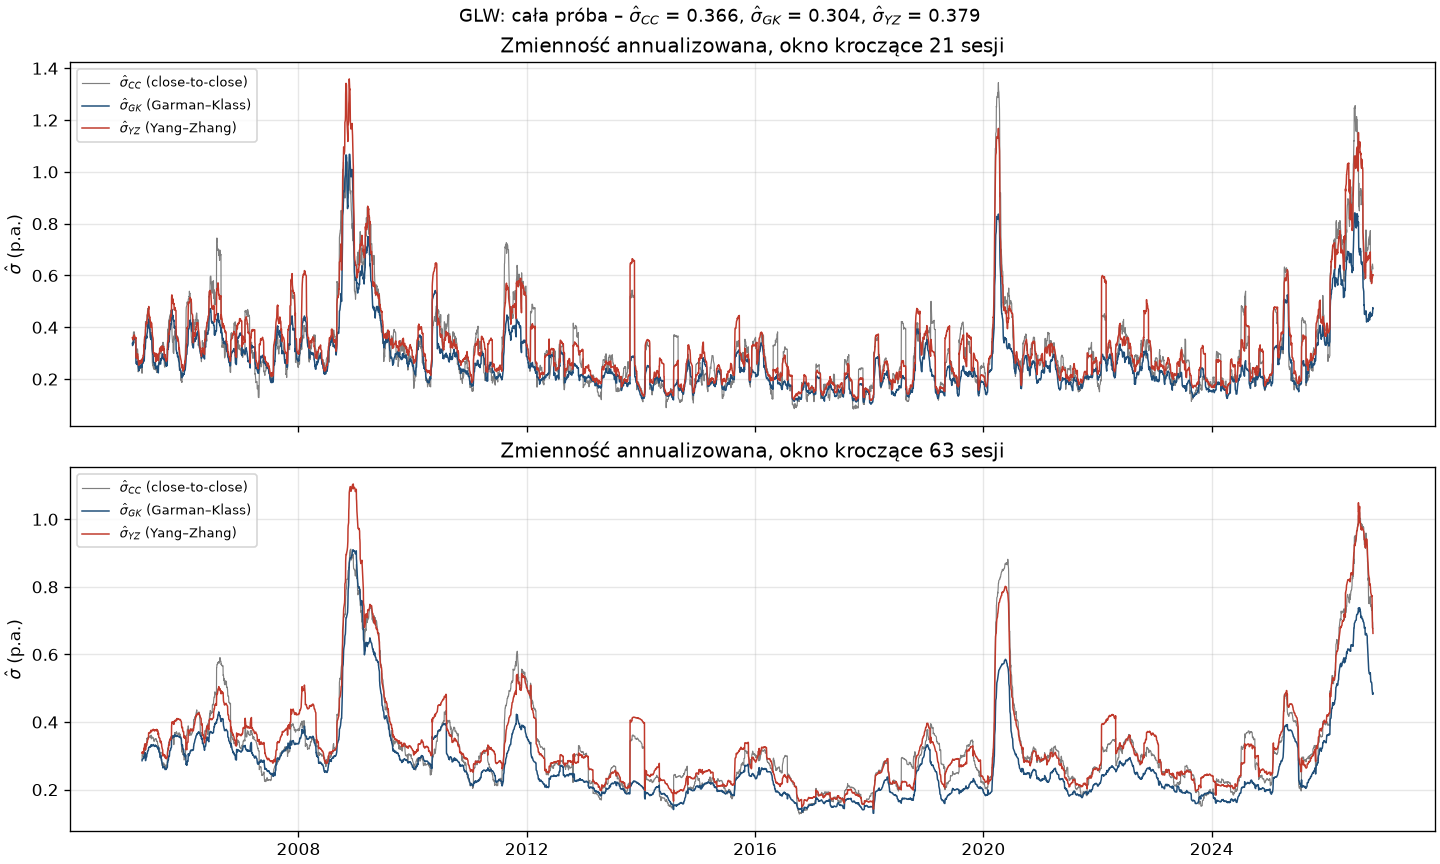 GLW: cała próba – σ̂CC = 0.366, σ̂GK = 0.304, σ̂YZ = 0.379
Zmienność annualizowana, okno kroczące 21 sesji
σ̂CC (close-to-close)
σ̂GK (Garman–Klass)
σ̂YZ (Yang–Zhang)
σ̂ (p.a.)
1.4
1.2
1.0
0.8
0.6
0.4
0.2
Zmienność annualizowana, okno kroczące 63 sesji
σ̂CC (close-to-close)
σ̂GK (Garman–Klass)
σ̂YZ (Yang–Zhang)
σ̂ (p.a.)
1.0
0.8
0.6
0.4
0.2
2008 2012 2016 2020 2024